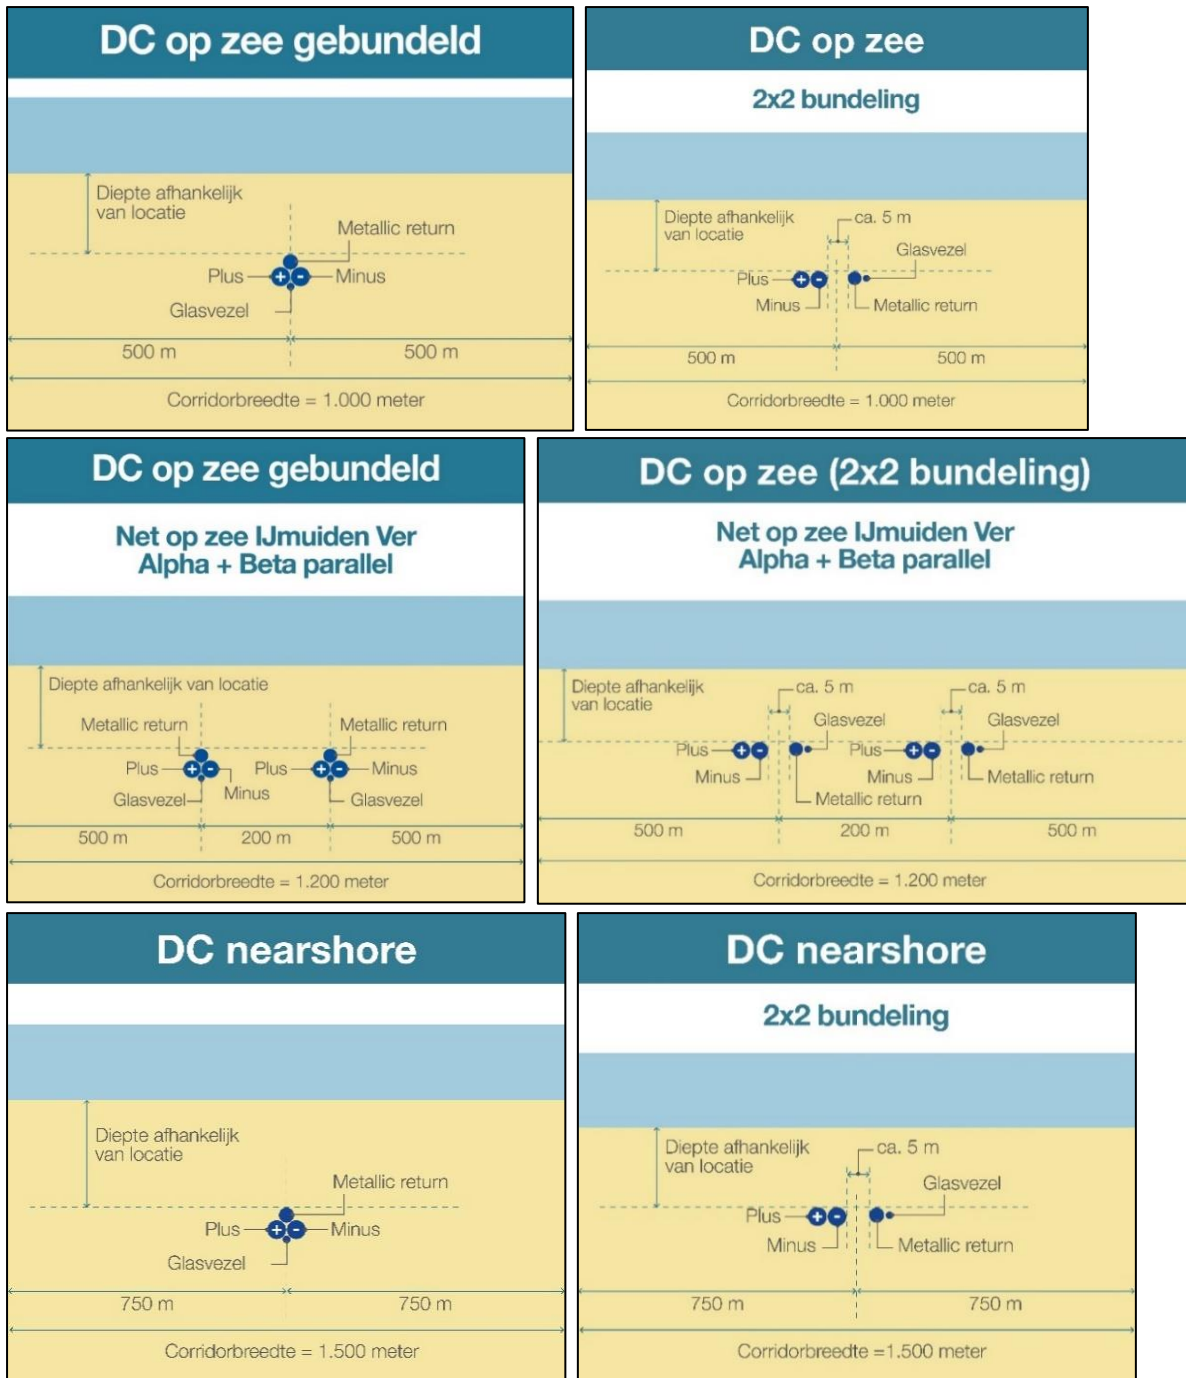 DC op zee gebundeld
Diepte afhankelijk
van locatie
Metallic return
Plus
+
-
Minus
Glasvezel
500 m
500 m
Corridorbreedte = 1.000 meter
DC op zee
2x2 bundeling
Diepte afhankelijk
van locatie
ca. 5 m
Glasvezel
Plus
+
-
Minus
Metallic return
500 m
500 m
Corridorbreedte = 1.000 meter
DC op zee gebundeld
Net op zee IJmuiden Ver
Alpha + Beta parallel
Diepte afhankelijk van locatie
Metallic return
Metallic return
Plus
+
-
Plus
+
-
Minus
Minus
Glasvezel
Glasvezel
500 m
200 m
500 m
Corridorbreedte = 1.200 meter
DC op zee (2x2 bundeling)
Net op zee IJmuiden Ver
Alpha + Beta parallel
Diepte afhankelijk
van locatie
ca. 5 m
ca. 5 m
Glasvezel
Glasvezel
Plus
+
-
Plus
+
-
Minus
Minus
Metallic return
Metallic return
500 m
200 m
500 m
Corridorbreedte = 1.200 meter
DC nearshore
Diepte afhankelijk
van locatie
Metallic return
Plus
+
-
Minus
Glasvezel
750 m
750 m
Corridorbreedte = 1.500 meter
DC nearshore
2x2 bundeling
Diepte afhankelijk
van locatie
ca. 5 m
Glasvezel
Plus
+
-
Minus
Metallic return
750 m
750 m
Corridorbreedte =1.500 meter